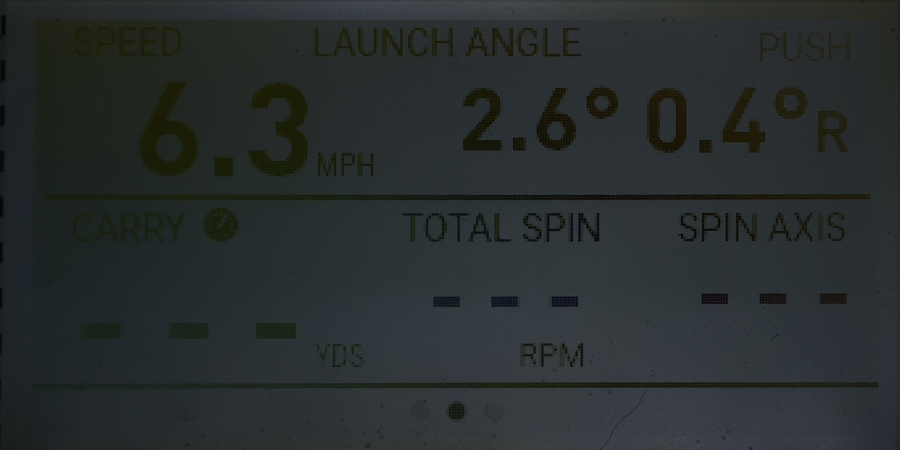 SPEED LAUNCH ANGLE PUSH
6.3 MPH 2.6° 0.4° R
CARRY TOTAL SPIN SPIN AXIS
- - - YDS - - - RPM - - -